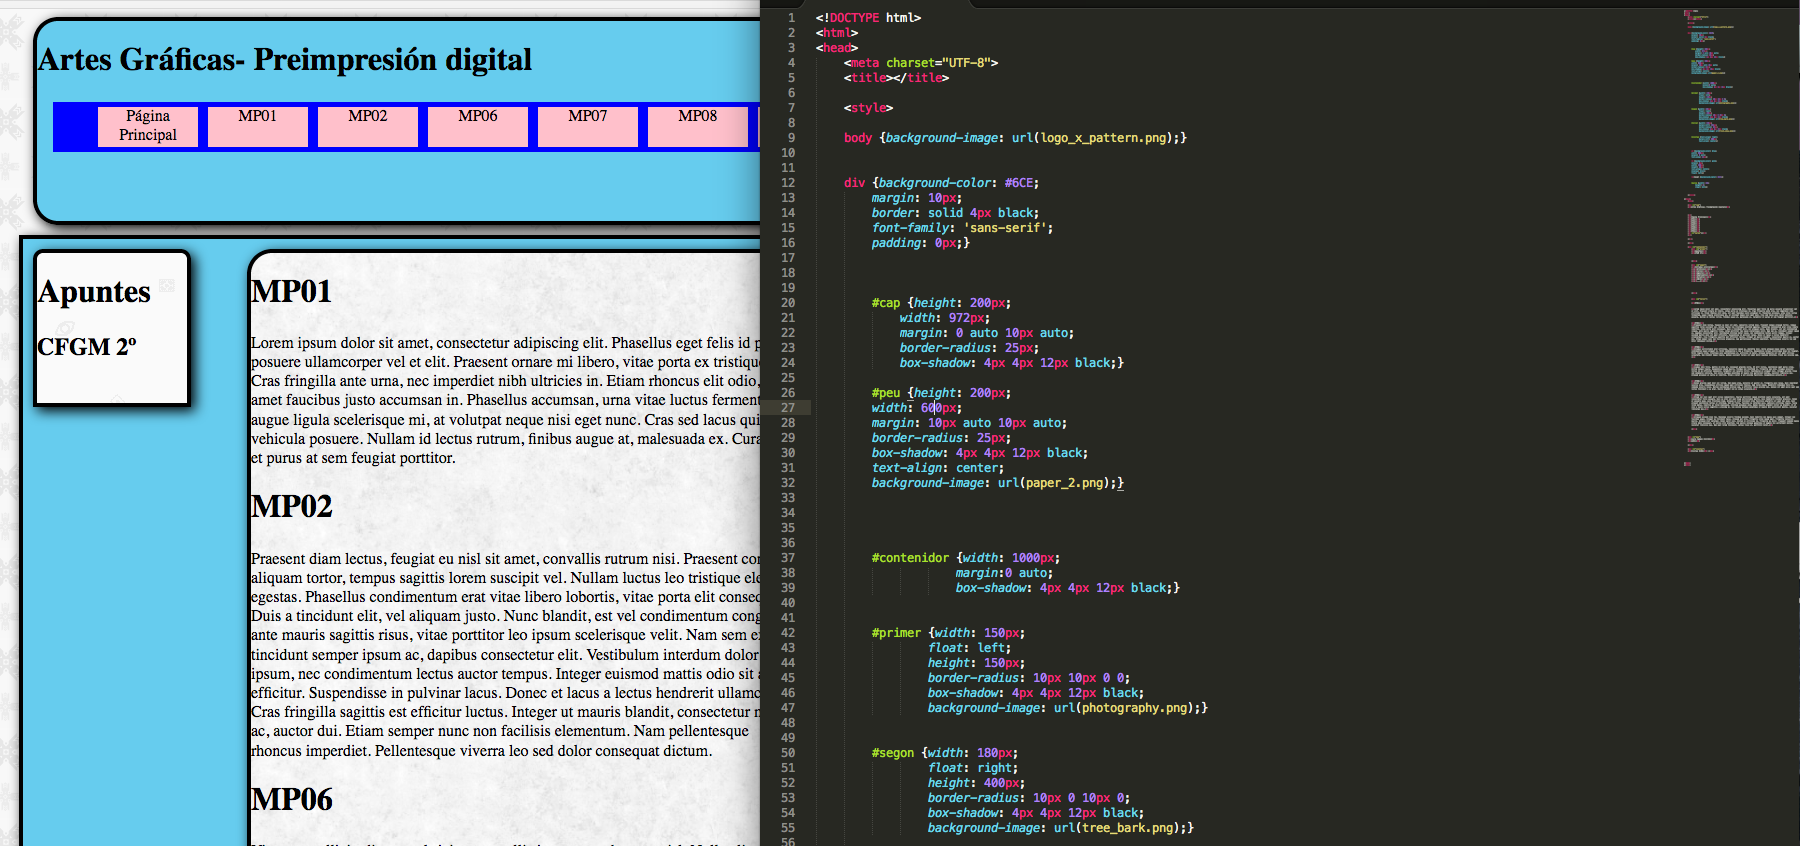 Artes Gráficas- Preimpresión digital
Página
Principal
MP01
MP02
MP06
MP07
MP08
Apuntes
CFGM 2º
MP01
Lorem ipsum dolor sit amet, consectetur adipiscing elit. Phasellus eget felis id p
posuere ullamcorper vel et elit. Praesent ornare mi libero, vitae porta ex tristiqu
Cras fringilla ante urna, nec imperdiet nibh ultricies in. Etiam rhoncus elit odio,
amet faucibus justo accumsan in. Phasellus accumsan, urna vitae luctus ferment
augue ligula scelerisque mi, at volutpat neque nisi eget nunc. Cras sed lacus qui
vehicula posuere. Nullam id lectus rutrum, finibus augue at, malesuada ex. Cura
et purus at sem feugiat porttitor.
MP02
Praesent diam lectus, feugiat eu nisl sit amet, convallis rutrum nisi. Praesent co
aliquam tortor, tempus sagittis lorem suscipit vel. Nullam luctus leo tristique ele
egestas. Phasellus condimentum erat vitae libero lobortis, vitae porta elit conseq
Duis a tincidunt elit, vel aliquam justo. Nunc blandit, est vel condimentum cong
ante mauris sagittis risus, vitae porttitor leo ipsum scelerisque velit. Nam sem e
tincidunt semper ipsum ac, dapibus consectetur elit. Vestibulum interdum dolor
ipsum, nec condimentum lectus auctor tempus. Integer euismod mattis odio sit a
efficitur. Suspendisse in pulvinar lacus. Donec et lacus a lectus hendrerit ullamc
Cras fringilla sagittis est efficitur luctus. Integer ut mauris blandit, consectetur n
ac, auctor dui. Etiam semper nunc non facilisis elementum. Nam pellentesque
rhoncus imperdiet. Pellentesque viverra leo sed dolor consequat dictum.
MP06
1 <!DOCTYPE html>
2 <html>
3 <head>
4 <meta charset="UTF-8">
5 <title></title>
6
7 <style>
8
9 body {background-image: url(logo_x_pattern.png);}
10
11
12 div {background-color: #6CE;
13 margin: 10px;
14 border: solid 4px black;
15 font-family: 'sans-serif';
16 padding: 0px;}
17
18
19
20 #cap {height: 200px;
21 width: 972px;
22 margin: 0 auto 10px auto;
23 border-radius: 25px;
24 box-shadow: 4px 4px 12px black;}
25
26 #peu {height: 200px;
27 width: 600px;
28 margin: 10px auto 10px auto;
29 border-radius: 25px;
30 box-shadow: 4px 4px 12px black;
31 text-align: center;
32 background-image: url(paper_2.png);}
33
34
35
36
37 #contenidor {width: 1000px;
38 margin:0 auto;
39 box-shadow: 4px 4px 12px black;}
40
41
42 #primer {width: 150px;
43 float: left;
44 height: 150px;
45 border-radius: 10px 10px 0 0;
46 box-shadow: 4px 4px 12px black;
47 background-image: url(photography.png);}
48
49
50 #segon {width: 180px;
51 float: right;
52 height: 400px;
53 border-radius: 10px 0 10px 0;
54 box-shadow: 4px 4px 12px black;
55 background-image: url(tree_bark.png);}
56